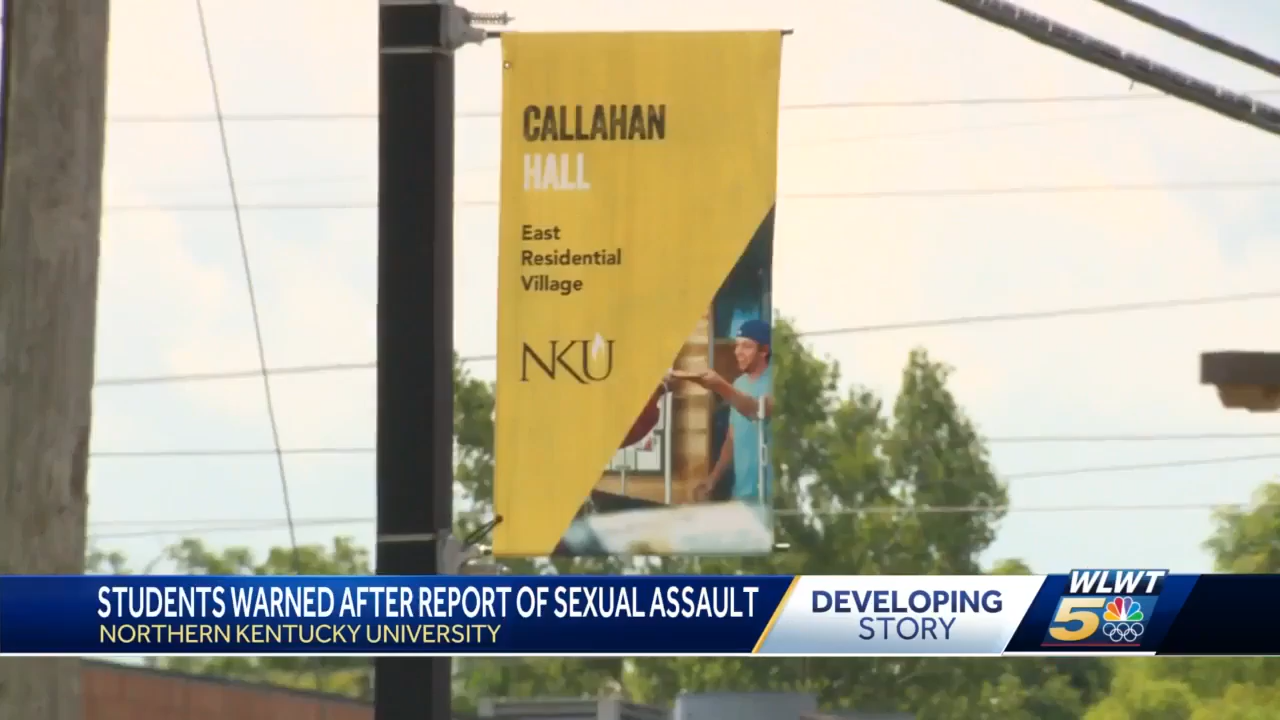 CALLAHAN
HALL
East
Residential
Village
NKU
STUDENTS WARNED AFTER REPORT OF SEXUAL ASSAULT
NORTHERN KENTUCKY UNIVERSITY
DEVELOPING
STORY
WLWT
5